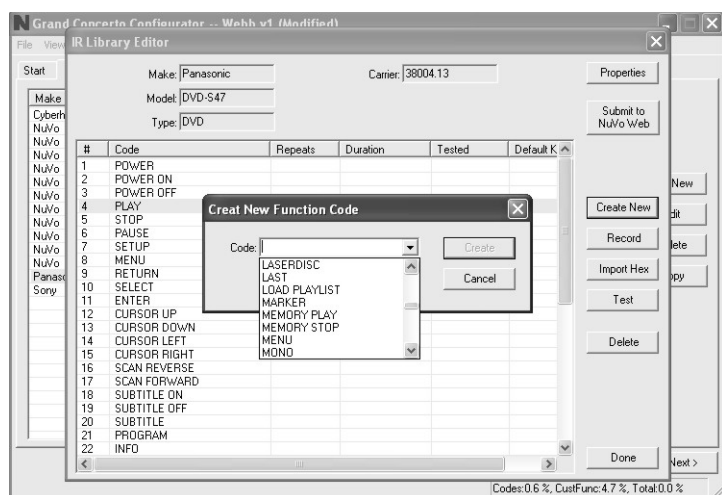 N Grand Concerto Configurator -- Webb v1 (Modified)
File View
IR Library Editor
Start
Make: Panasonic
Carrier: 38004.13
Properties
Model: DVD-S47
Type: DVD
Submit to
NuVo Web
Make
Cyberh
NuVo
NuVo
NuVo
NuVo
NuVo
NuVo
NuVo
NuVo
NuVo
NuVo
NuVo
Panaso
Sony
# Code Repeats Duration Tested Default K
1 POWER
2 POWER ON
3 POWER OFF
4 PLAY
5 STOP
6 PAUSE
7 SETUP
8 MENU
9 RETURN
10 SELECT
11 ENTER
12 CURSOR UP
13 CURSOR DOWN
14 CURSOR LEFT
15 CURSOR RIGHT
16 SCAN REVERSE
17 SCAN FORWARD
18 SUBTITLE ON
19 SUBTITLE OFF
20 SUBTITLE
21 PROGRAM
22 INFO
Creat New Function Code
Code:
Create
Cancel
LASERDISC
LAST
LOAD PLAYLIST
MARKER
MEMORY PLAY
MEMORY STOP
MENU
MONO
Create New
Record
Import Hex
Test
Delete
Done
New
dit
lete
opy
Next >
Codes:0.6 %, CustFunc:4.7 %, Total:0.0 %